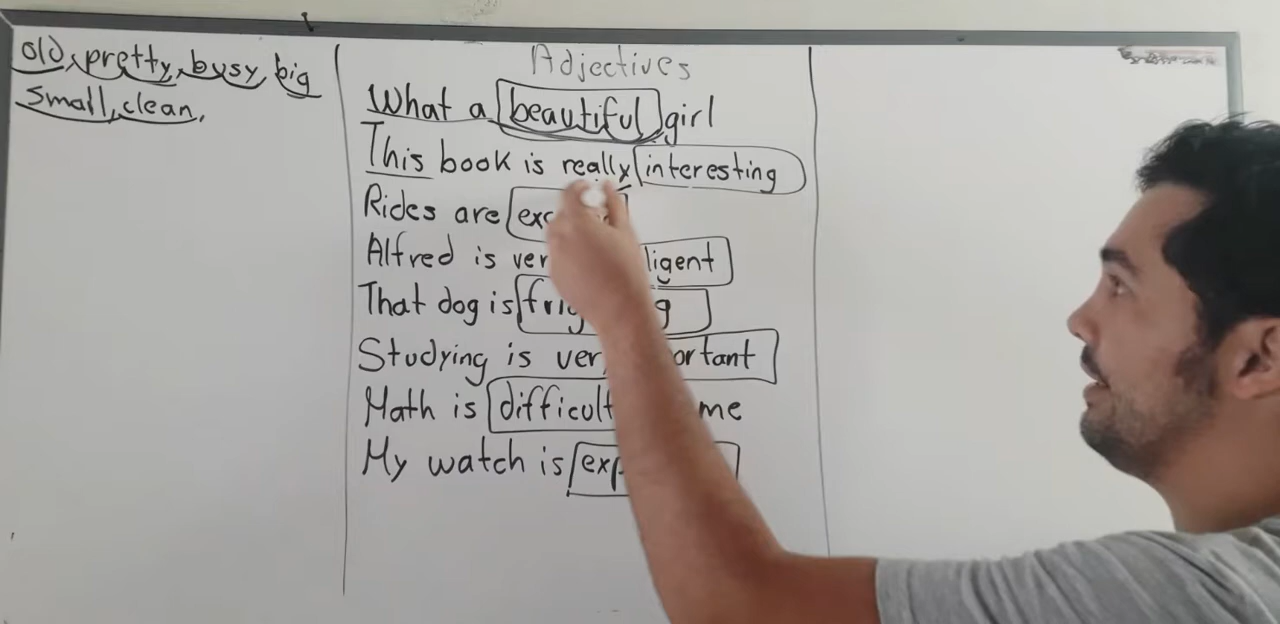 old, pretty, busy, big
small, clean,
Adjectives
What a beautiful girl
This book is really interesting
Rides are
Alfred is
That dog is
Studying is
Math is difficult me
My watch is